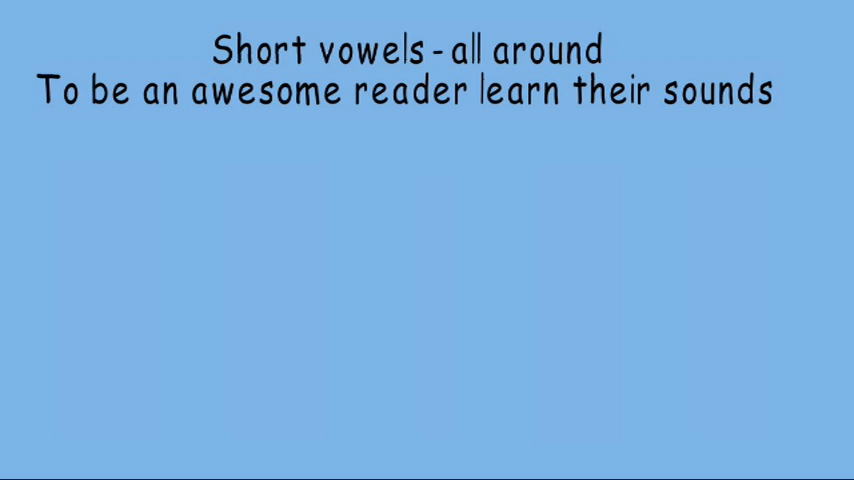 Short vowels - all around
To be an awesome reader learn their sounds